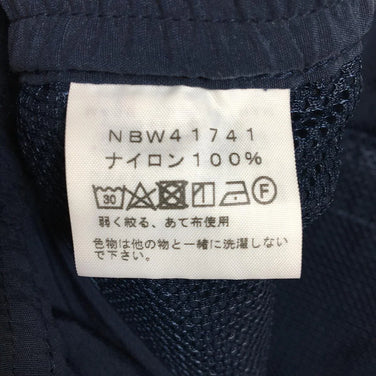 NBW41741
ナイロン100%
30 F
弱く絞る、あて布使用
色物は他の物と一緒に洗濯しない
で下さい。